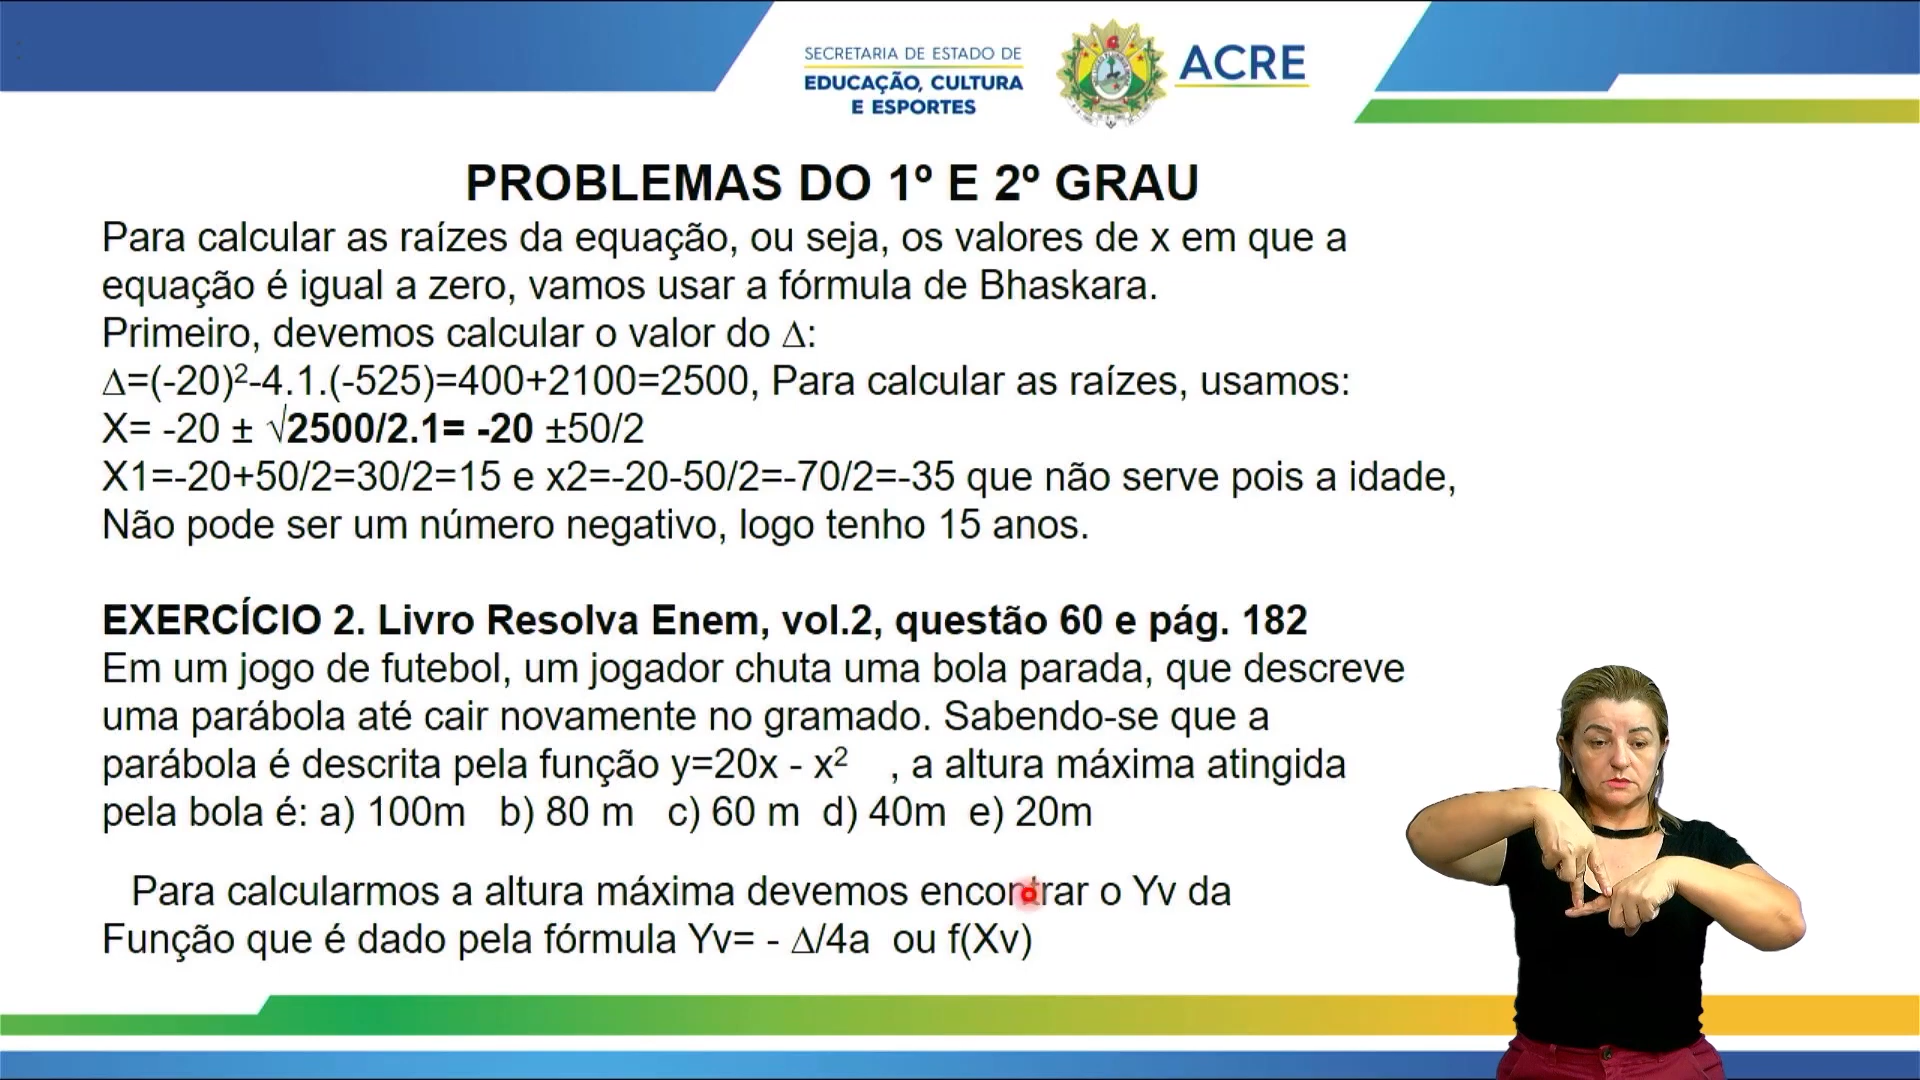 SECRETARIA DE ESTADO DE
EDUCAÇÃO, CULTURA
E ESPORTES
ACRE
PROBLEMAS DO 1º E 2º GRAU
Para calcular as raízes da equação, ou seja, os valores de x em que a
equação é igual a zero, vamos usar a fórmula de Bhaskara.
Primeiro, devemos calcular o valor do ∆:
∆=(-20)²-4.1.(-525)=400+2100=2500, Para calcular as raízes, usamos:
X= -20 ± √2500/2.1= -20 ±50/2
X1=-20+50/2=30/2=15 e x2=-20-50/2=-70/2=-35 que não serve pois a idade,
Não pode ser um número negativo, logo tenho 15 anos.
EXERCÍCIO 2. Livro Resolva Enem, vol.2, questão 60 e pág. 182
Em um jogo de futebol, um jogador chuta uma bola parada, que descreve
uma parábola até cair novamente no gramado. Sabendo-se que a
parábola é descrita pela função y=20x - x² , a altura máxima atingida
pela bola é: a) 100m b) 80 m c) 60 m d) 40m e) 20m
Para calcularmos a altura máxima devemos encontrar o Yv da
Função que é dado pela fórmula Yv= - ∆/4a ou f(Xv)